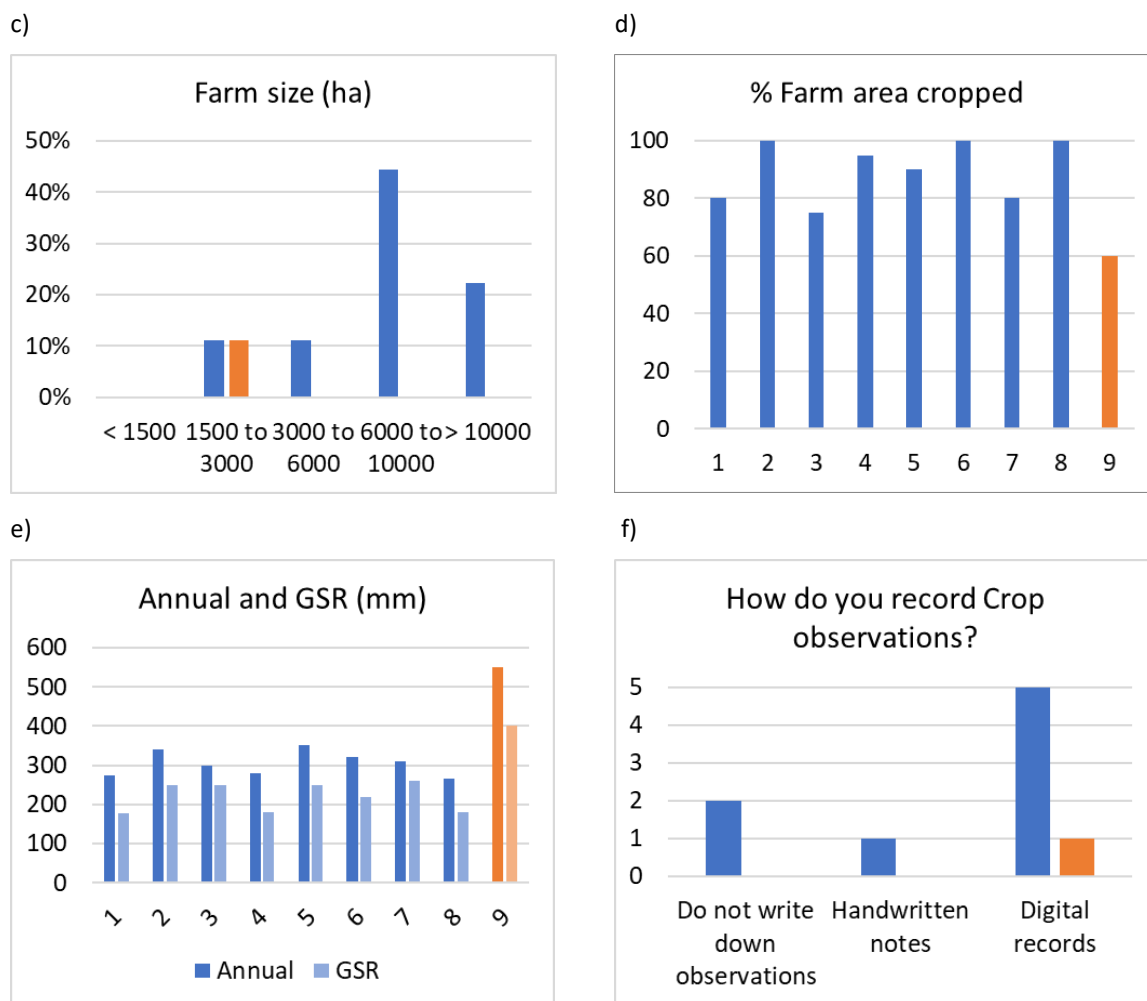 c)
d)
Farm size (ha)
50%
40%
30%
20%
10%
0%
< 1500 1500 to 3000 to 6000 to > 10000
3000 6000 10000
% Farm area cropped
100
80
60
40
20
0
1 2 3 4 5 6 7 8 9
e)
f)
Annual and GSR (mm)
600
500
400
300
200
100
0
1 2 3 4 5 6 7 8 9
Annual GSR
How do you record Crop
observations?
5
4
3
2
1
0
Do not write Handwritten Digital
down notes records
observations